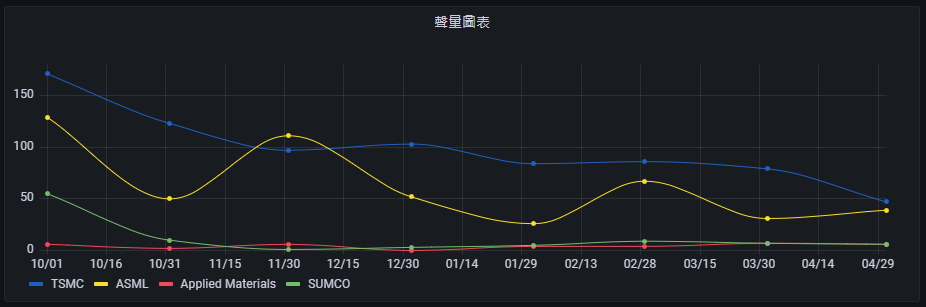 聲量圖表
150
100
50
0
10/01 10/16 10/31 11/15 11/30 12/15 12/30 01/14 01/29 02/13 02/28 03/15 03/30 04/14 04/29
TSMC ASML Applied Materials SUMCO